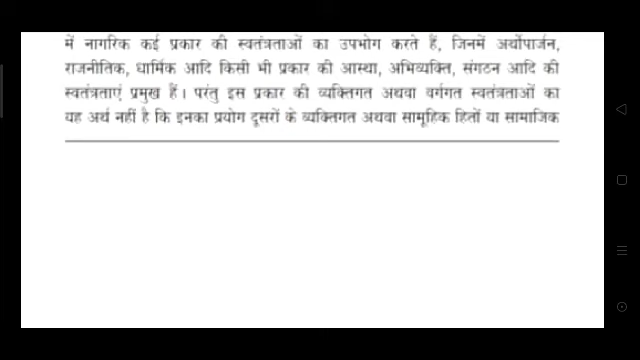 में नागरिक कई प्रकार की स्वतंत्रताओं का उपभोग करते हैं, जिनमें अर्थोपार्जन,
राजनीतिक, धार्मिक आदि किसी भी प्रकार की आस्था, अभिव्यक्ति, संगठन आदि की
स्वतंत्रताएं प्रमुख हैं। परंतु इस प्रकार की व्यक्तिगत अथवा वर्गगत स्वतंत्रताओं का
यह अर्थ नहीं है कि इनका प्रयोग दूसरों के व्यक्तिगत अथवा सामूहिक हितों या सामाजिक